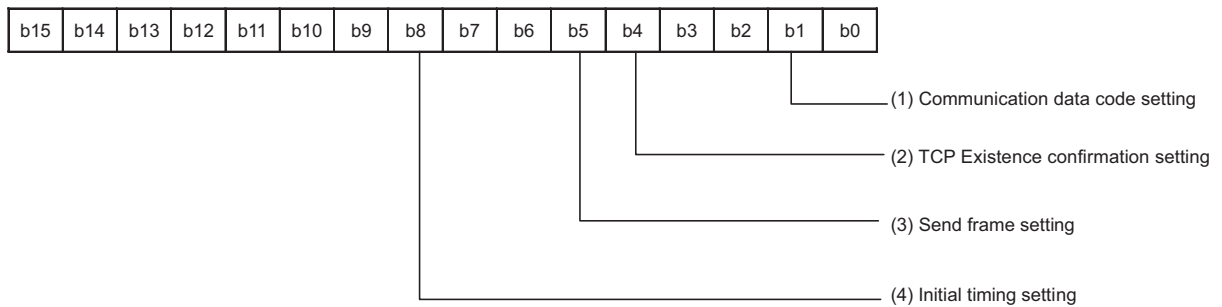 b15 b14 b13 b12 b11 b10 b9 b8 b7 b6 b5 b4 b3 b2 b1 b0
(1) Communication data code setting
(2) TCP Existence confirmation setting
(3) Send frame setting
(4) Initial timing setting